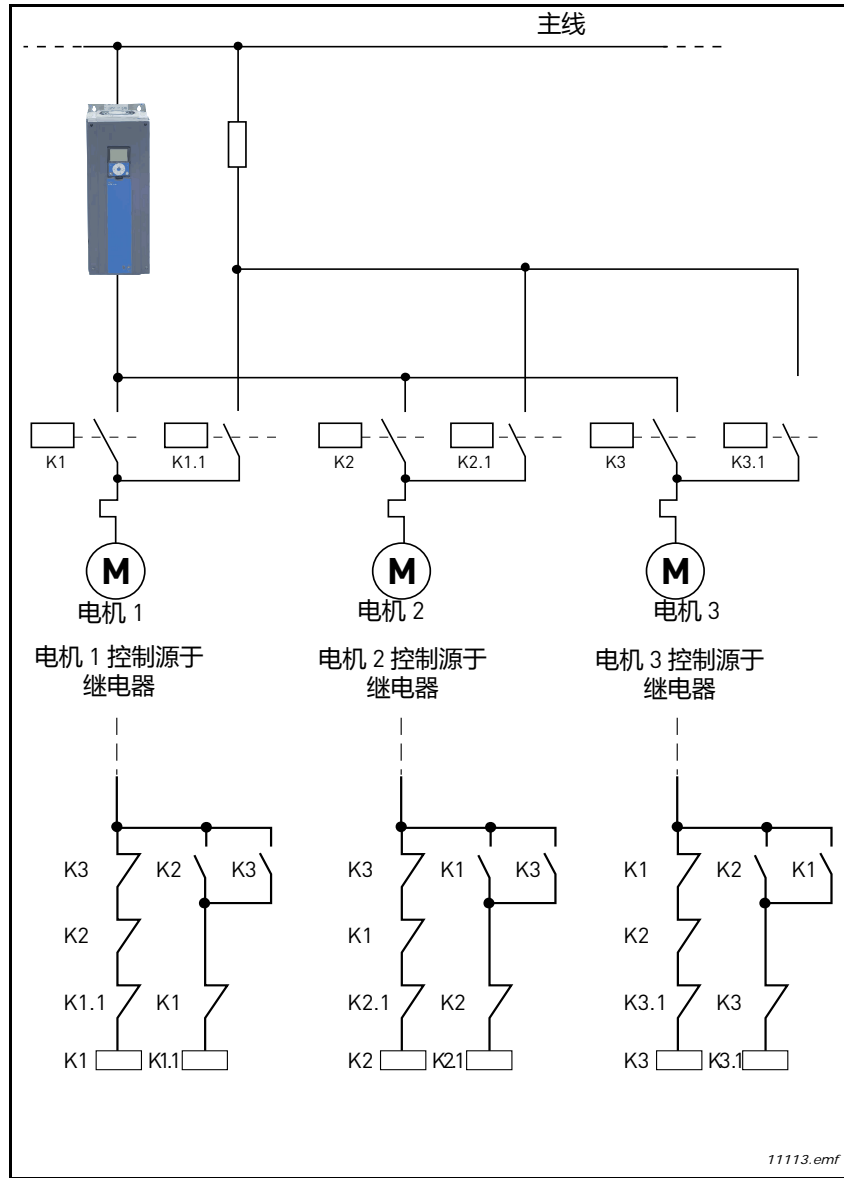 主线
K1 K1.1 K2 K2.1 K3 K3.1
M M M
电机 1 电机 2 电机 3
电机 1 控制源于 电机 2 控制源于 电机 3 控制源于
继电器 继电器 继电器
K3 K2 K3 K3 K1 K3 K1 K2 K1
K2 K1 K2
K1.1 K1 K2.1 K2 K3.1 K3
K1 K1.1 K2 K2.1 K3 K3.1
11113.emf